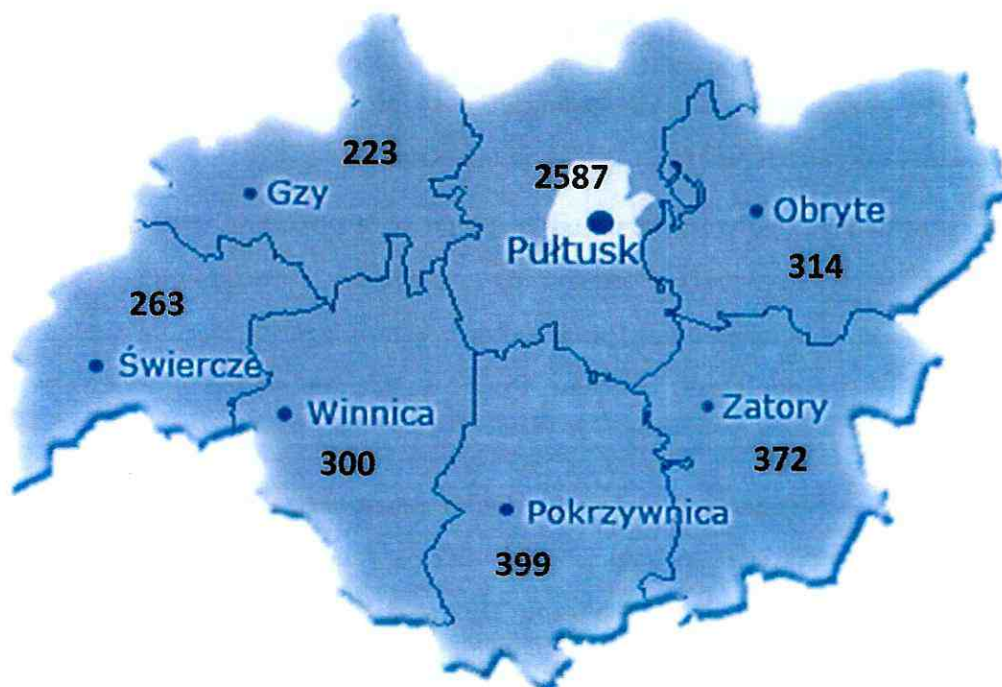 223
Gzy
2587
Pułtusk
Obryte
314
263
Świercze
Winnica
300
Zatory
372
Pokrzywnica
399